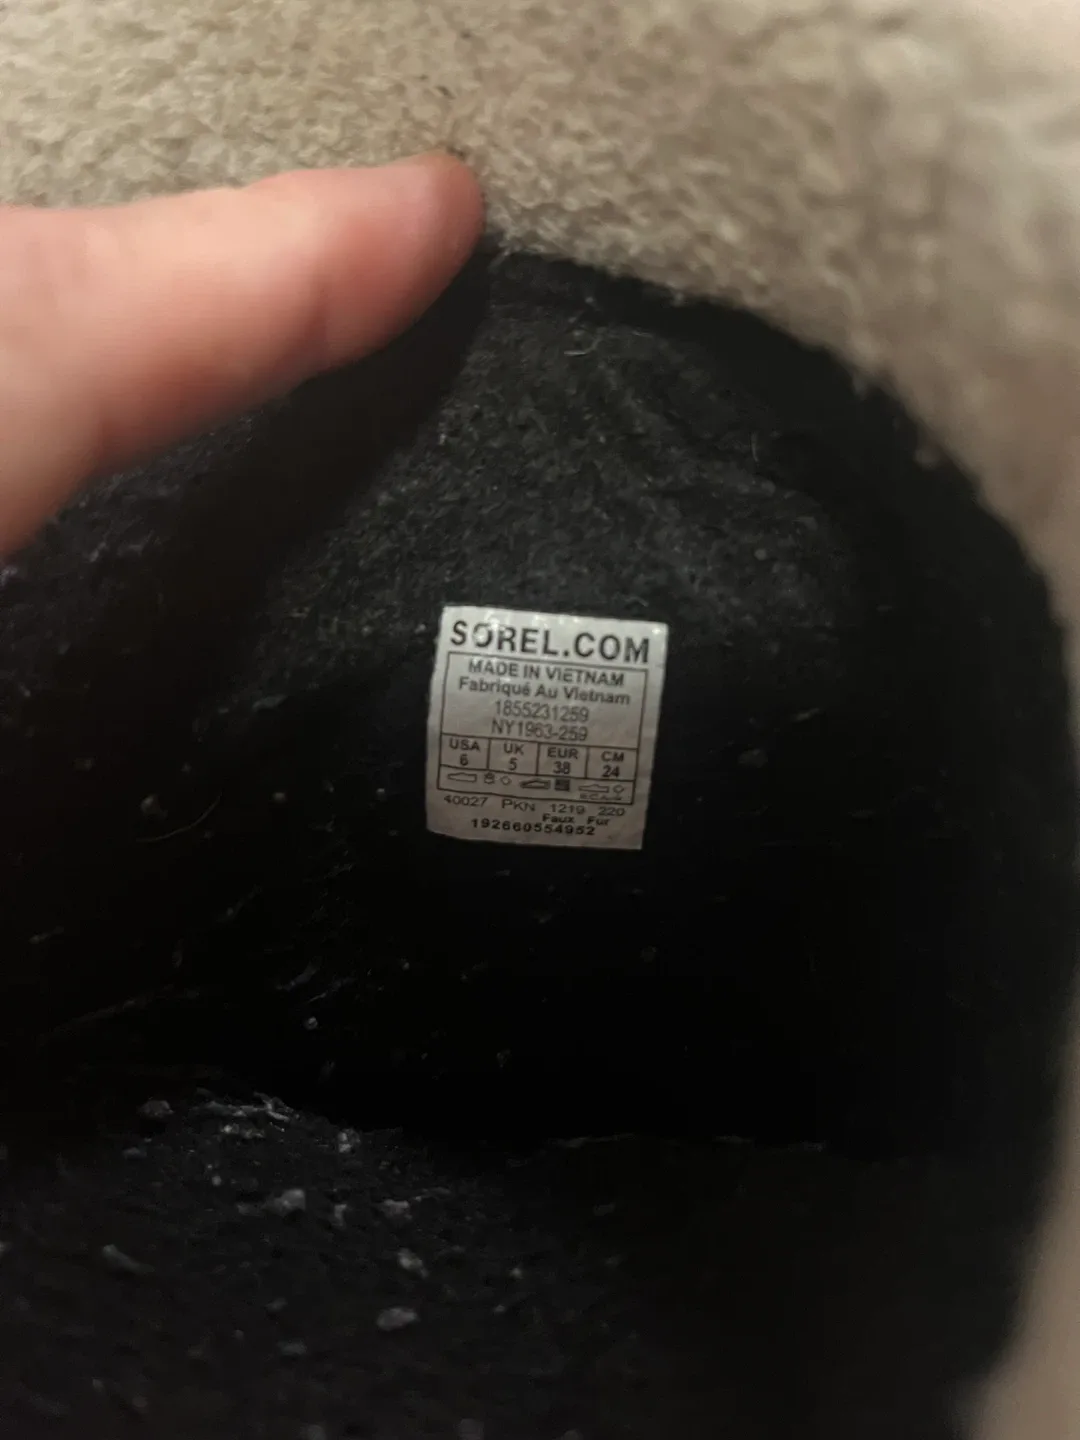 SOREL.COM
MADE IN VIETNAM
Fabriqué Au Vietnam
1855231259
NY1963-259
USA UK EUR CM
6 5 38 24
40027 PKN 1219 220
Faux Fur
192660554952